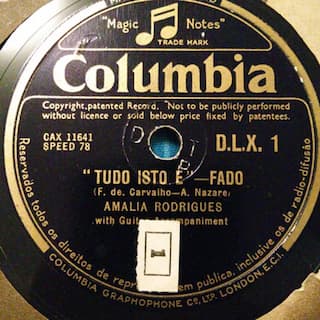 "Magic Notes"
TRADE MARK
Columbia
Copyright, patented Record. "Not to be publicly performed
without licence or sold below price fixed by patentees.
CAX 11641
SPEED 78
D.L.X. 1
"TUDO ISTO É —FADO
(F. de. Carvalho—A. Nazare)
AMALIA RODRIGUES
with Guitar Accompaniment
1
Reservados todos os direitos de em publica, inclusive os de radio-difusão
COLUMBIA GRAPHOPHONE CO. LTD. LONDON, E.C.1.